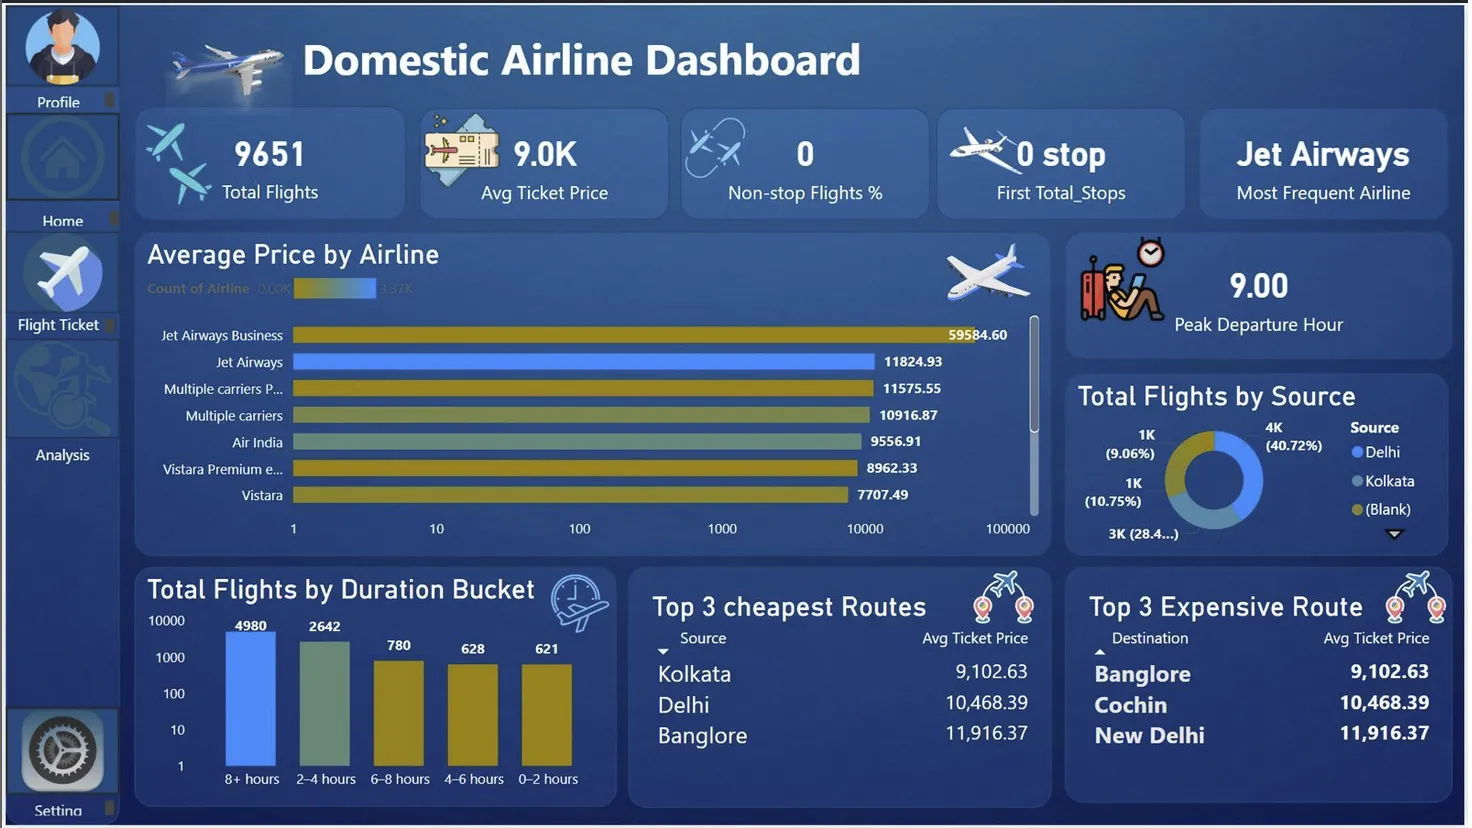 Domestic Airline Dashboard
Profile
Home
Flight Ticket
Analysis
Setting
9651
Total Flights
9.0K
Avg Ticket Price
0
Non-stop Flights %
0 stop
First Total_Stops
Jet Airways
Most Frequent Airline
Average Price by Airline
Count of Airline 0.00K 3.37K
Jet Airways Business 59584.60
Jet Airways 11824.93
Multiple carriers P... 11575.55
Multiple carriers 10916.87
Air India 9556.91
Vistara Premium e... 8962.33
Vistara 7707.49
1 10 100 1000 10000 100000
9.00
Peak Departure Hour
Total Flights by Source
1K
(9.06%)
1K
(10.75%)
3K (28.4...)
4K
(40.72%)
Source
Delhi
Kolkata
(Blank)
Total Flights by Duration Bucket
10000
1000
100
10
1
4980 2642 780 628 621
8+ hours 2–4 hours 6–8 hours 4–6 hours 0–2 hours
Top 3 cheapest Routes
Source Avg Ticket Price
Kolkata 9,102.63
Delhi 10,468.39
Banglore 11,916.37
Top 3 Expensive Route
Destination Avg Ticket Price
Banglore 9,102.63
Cochin 10,468.39
New Delhi 11,916.37